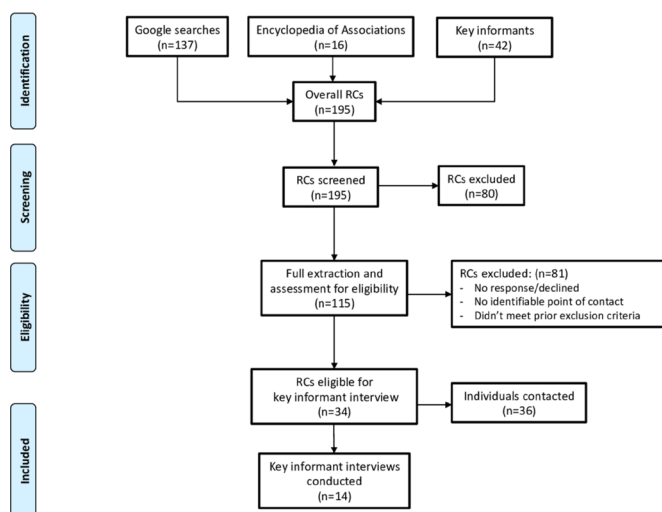 Identification
Google searches
(n=137)
Encyclopedia of Associations
(n=16)
Key informants
(n=42)
Overall RCs
(n=195)
Screening
RCs screened
(n=195)
RCs excluded
(n=80)
Eligibility
Full extraction and
assessment for eligibility
(n=115)
RCs excluded: (n=81)
- No response/declined
- No identifiable point of contact
- Didn't meet prior exclusion criteria
RCs eligible for
key informant interview
(n=34)
Individuals contacted
(n=36)
Included
Key informant interviews
conducted
(n=14)